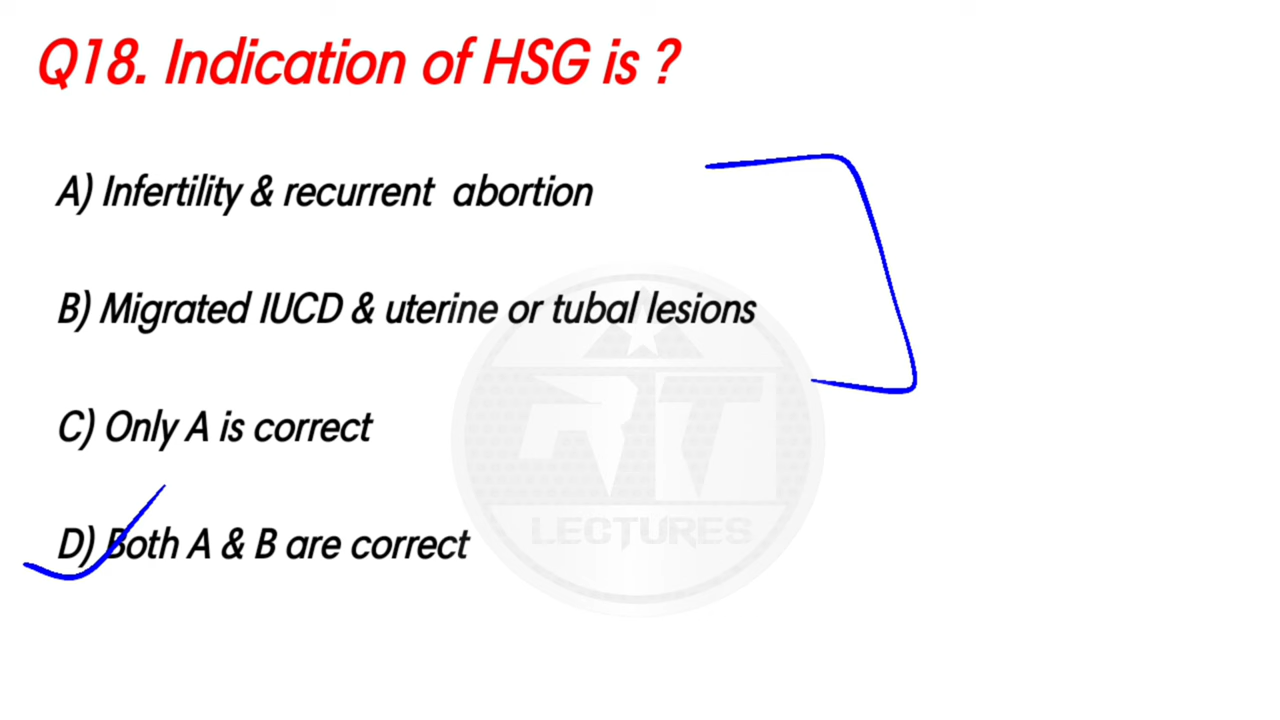 Q18. Indication of HSG is ?
A) Infertility & recurrent abortion
B) Migrated IUCD & uterine or tubal lesions
C) Only A is correct
D) Both A & B are correct
RT
LECTURES